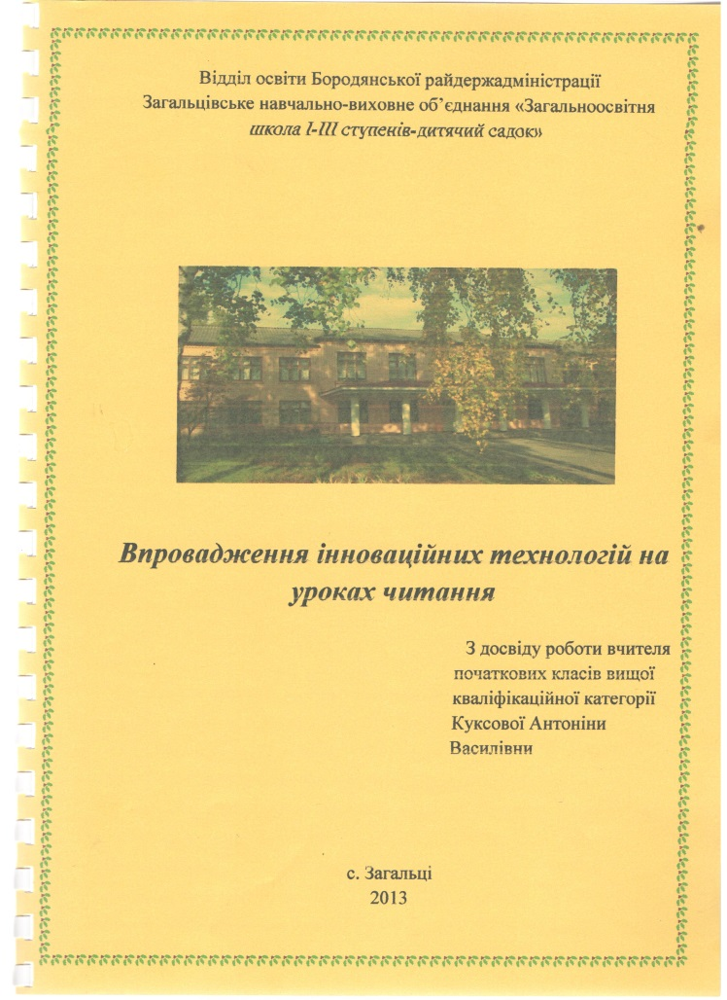 Відділ освіти Бородянської райдержадміністрації
Загальцівське навчально-виховне об’єднання «Загальноосвітня
школа І-ІІІ ступенів-дитячий садок»
Впровадження інноваційних технологій на
уроках читання
З досвіду роботи вчителя
початкових класів вищої
кваліфікаційної категорії
Куксової Антоніни
Василівни
с. Загальці
2013